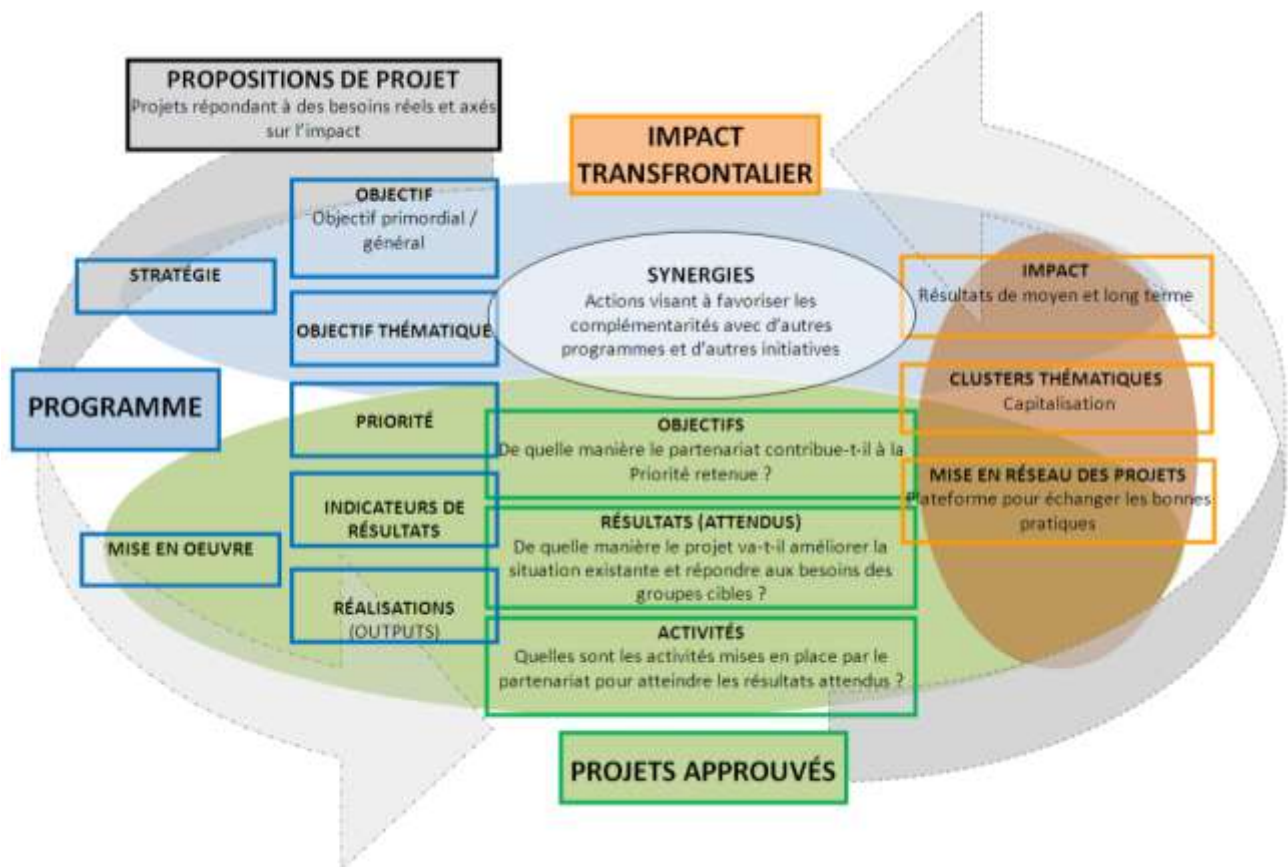 PROPOSITIONS DE PROJET
Projets répondant à des besoins réels et axés
sur l'impact
IMPACT
TRANSFRONTALIER
OBJECTIF
Objectif primordial /
général
STRATÉGIE
OBJECTIF THÉMATIQUE
SYNERGIES
Actions visant à favoriser les
complémentarités avec d'autres
programmes et d'autres initiatives
IMPACT
Résultats de moyen et long terme
PROGRAMME
PRIORITÉ
CLUSTERS THÉMATIQUES
Capitalisation
OBJECTIFS
De quelle manière le partenariat contribue-t-il à la
Priorité retenue ?
MISE EN RÉSEAU DES PROJETS
Plateforme pour échanger les bonnes
pratiques
INDICATEURS DE
RÉSULTATS
MISE EN OEUVRE
RÉSULTATS (ATTENDUS)
De quelle manière le projet va-t-il améliorer la
situation existante et répondre aux besoins des
groupes cibles ?
RÉALISATIONS
(OUTPUTS)
ACTIVITÉS
Quelles sont les activités mises en place par le
partenariat pour atteindre les résultats attendus ?
PROJETS APPROUVÉS